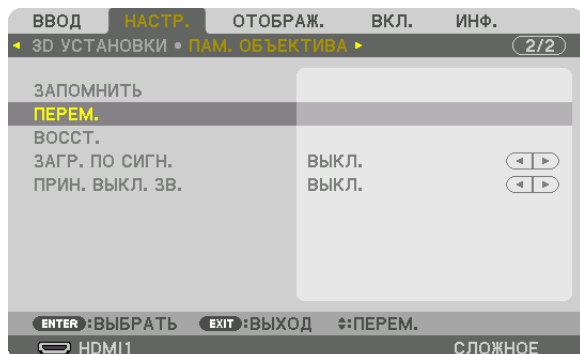 ВВОД НАСТР. ОТОБРАЖ. ВКЛ. ИНФ.
3D УСТАНОВКИ • ПАМ. ОБЪЕКТИВА 2/2
ЗАПОМНИТЬ
ПЕРЕМ.
ВОССТ.
ЗАГР. ПО СИГН. ВЫКЛ.
ПРИН. ВЫКЛ. ЗВ. ВЫКЛ.
ENTER :ВЫБРАТЬ EXIT :ВЫХОД :ПЕРЕМ.
HDMI1 СЛОЖНОЕ